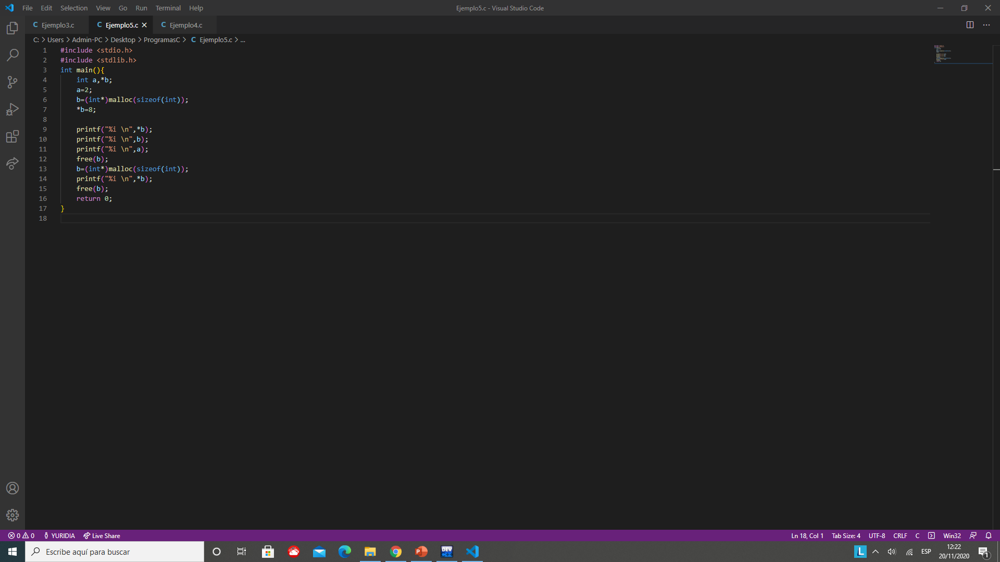 File Edit Selection View Go Run Terminal Help Ejemplo5.c - Visual Studio Code
C Ejemplo3.c C Ejemplo5.c C Ejemplo4.c
C: > Users > Admin-PC > Desktop > ProgramasC > C Ejemplo5.c > ...
1 #include <stdio.h>
2 #include <stdlib.h>
3 int main(){
4 int a,*b;
5 a=2;
6 b=(int*)malloc(sizeof(int));
7 *b=8;
8
9 printf("%i \n",*b);
10 printf("%i \n",b);
11 printf("%i \n",a);
12 free(b);
13 b=(int*)malloc(sizeof(int));
14 printf("%i \n",*b);
15 free(b);
16 return 0;
17 }
18
0 0 YURIDIA Live Share Ln 18, Col 1 Tab Size: 4 UTF-8 CRLF C Win32
Escribe aquí para buscar P DEV L ESP 12:22
20/11/2020 1